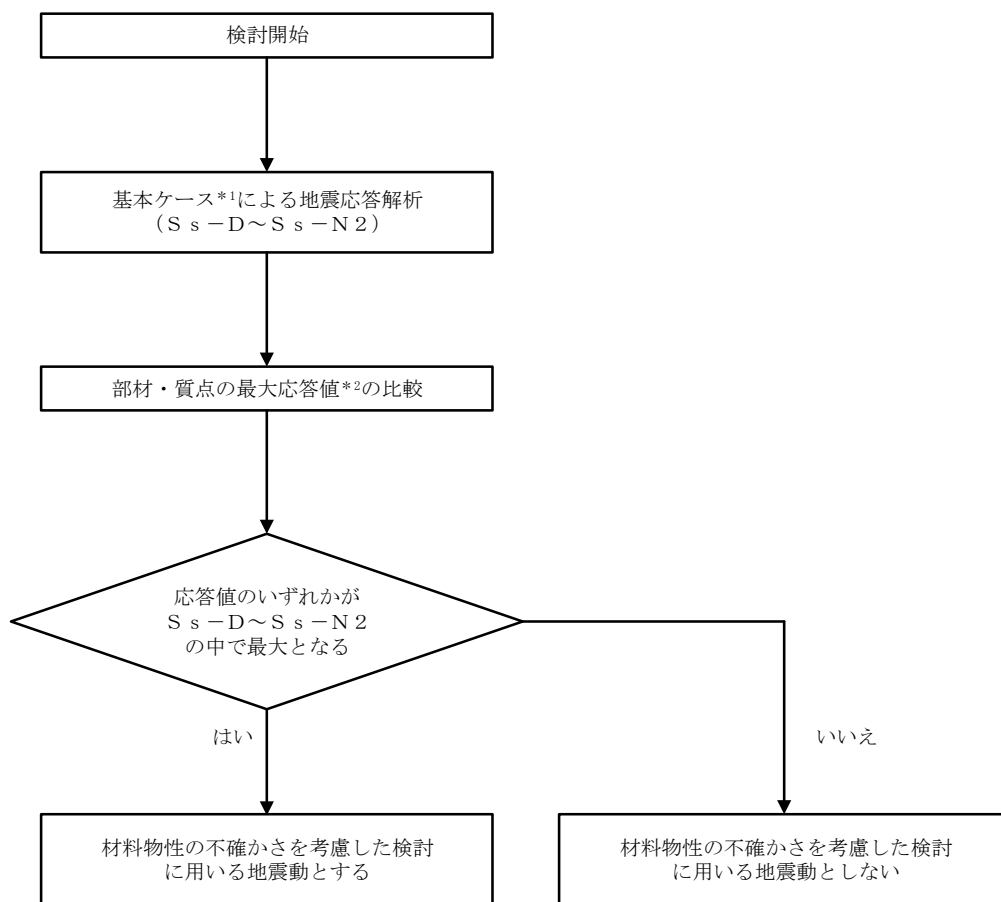 検討開始
基本ケース*1による地震応答解析
（Ｓｓ－Ｄ～Ｓｓ－Ｎ２）
部材・質点の最大応答値*2の比較
応答値のいずれかが
Ｓｓ－Ｄ～Ｓｓ－Ｎ２
の中で最大となる
はい
いいえ
材料物性の不確かさを考慮した検討
に用いる地震動とする
材料物性の不確かさを考慮した検討
に用いる地震動としない